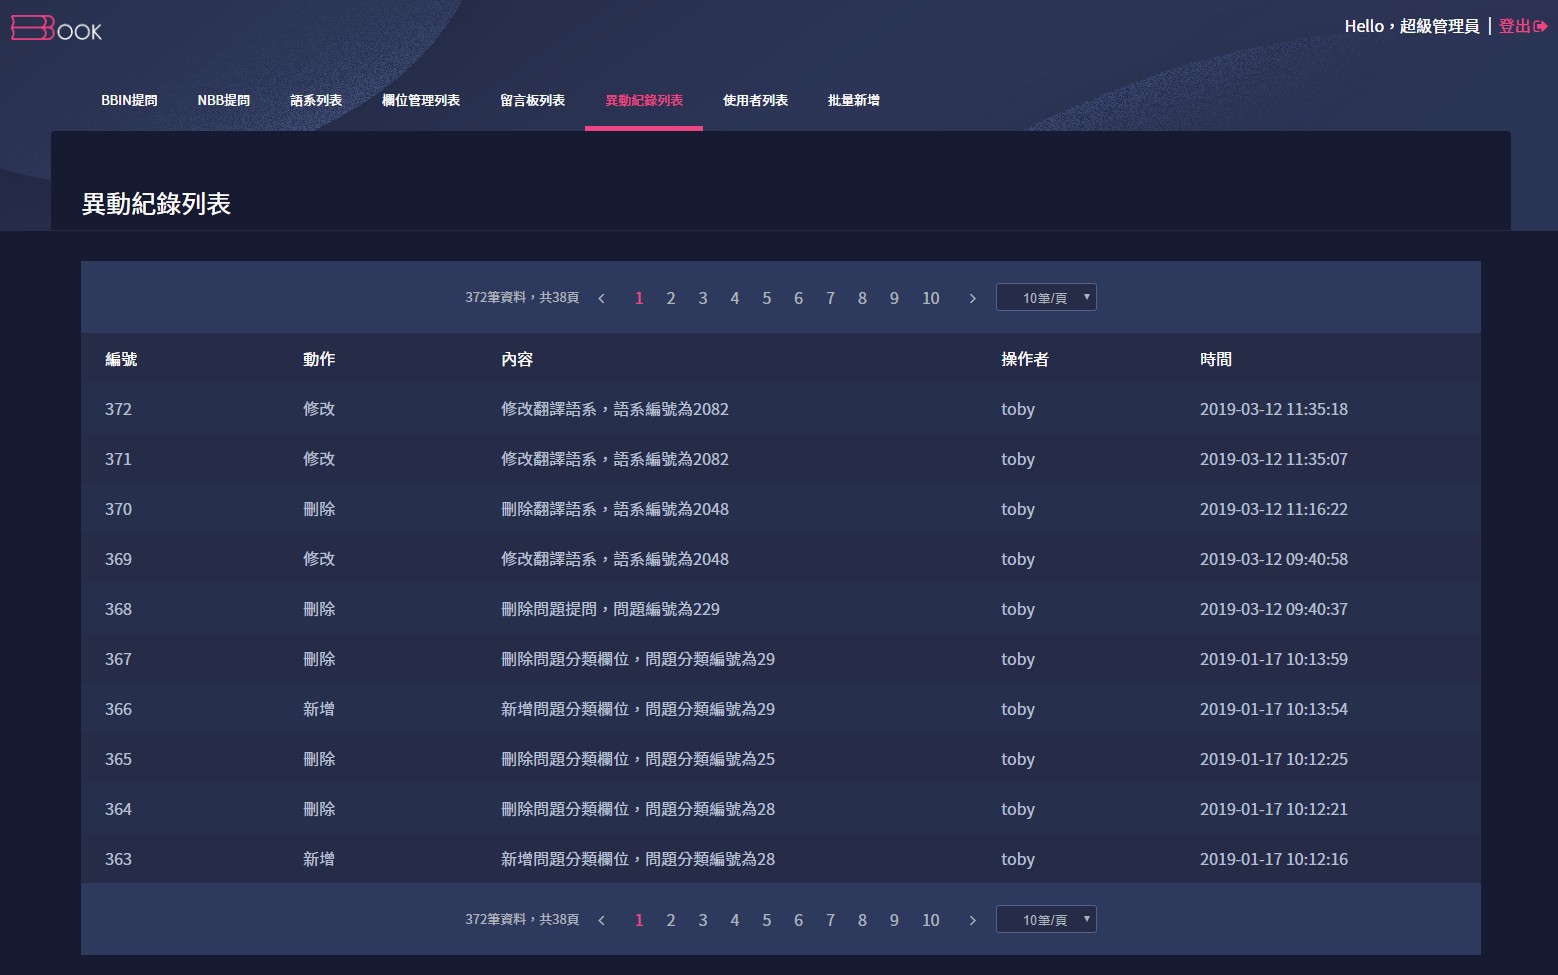 BBOOK
Hello，超級管理員 | 登出
BBIN提問 NBB提問 語系列表 欄位管理列表 留言板列表 異動紀錄列表 使用者列表 批量新增
異動紀錄列表
372筆資料，共38頁 < 1 2 3 4 5 6 7 8 9 10 > 10筆/頁
編號 動作 內容 操作者 時間
372 修改 修改翻譯語系，語系編號為2082 toby 2019-03-12 11:35:18
371 修改 修改翻譯語系，語系編號為2082 toby 2019-03-12 11:35:07
370 刪除 刪除翻譯語系，語系編號為2048 toby 2019-03-12 11:16:22
369 修改 修改翻譯語系，語系編號為2048 toby 2019-03-12 09:40:58
368 刪除 刪除問題提問，問題編號為229 toby 2019-03-12 09:40:37
367 刪除 刪除問題分類欄位，問題分類編號為29 toby 2019-01-17 10:13:59
366 新增 新增問題分類欄位，問題分類編號為29 toby 2019-01-17 10:13:54
365 刪除 刪除問題分類欄位，問題分類編號為25 toby 2019-01-17 10:12:25
364 刪除 刪除問題分類欄位，問題分類編號為28 toby 2019-01-17 10:12:21
363 新增 新增問題分類欄位，問題分類編號為28 toby 2019-01-17 10:12:16
372筆資料，共38頁 < 1 2 3 4 5 6 7 8 9 10 > 10筆/頁